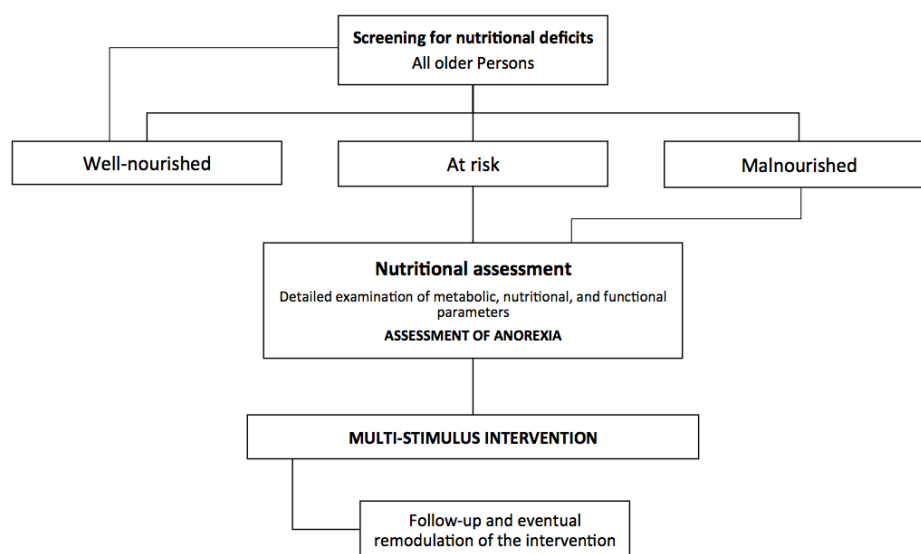 Screening for nutritional deficits
All older Persons
Well-nourished
At risk
Malnourished
Nutritional assessment
Detailed examination of metabolic, nutritional, and functional
parameters
ASSESSMENT OF ANOREXIA
MULTI-STIMULUS INTERVENTION
Follow-up and eventual
remodulation of the intervention